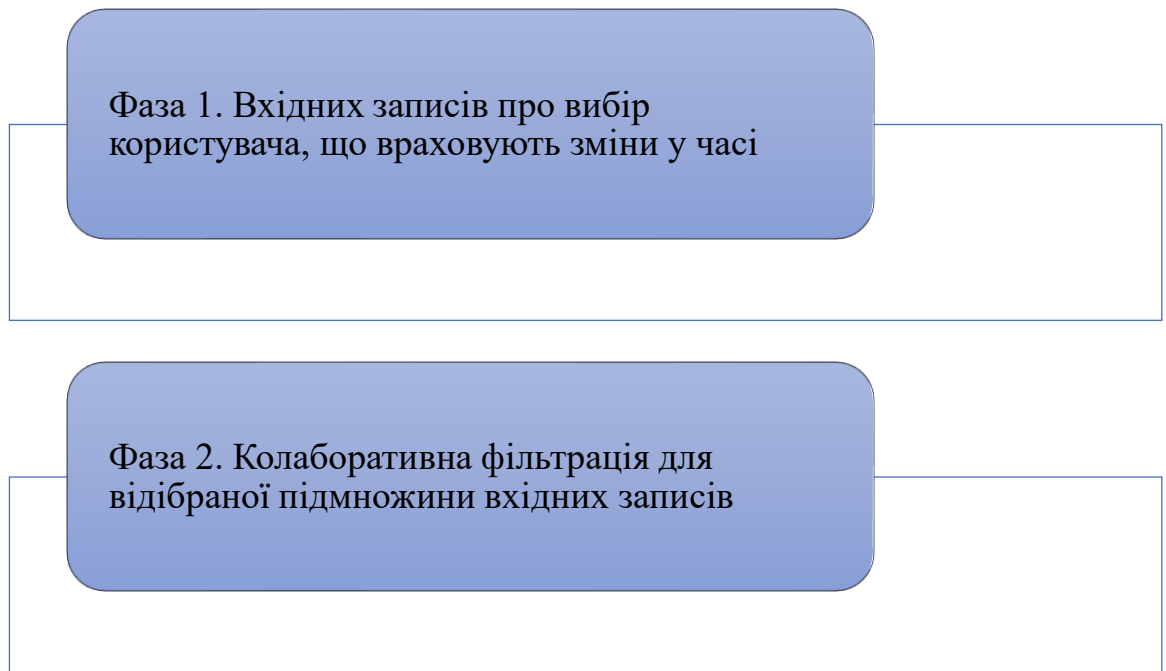 Фаза 1. Вхідних записів про вибір
користувача, що враховують зміни у часі
Фаза 2. Колаборативна фільтрація для
відібраної підмножини вхідних записів